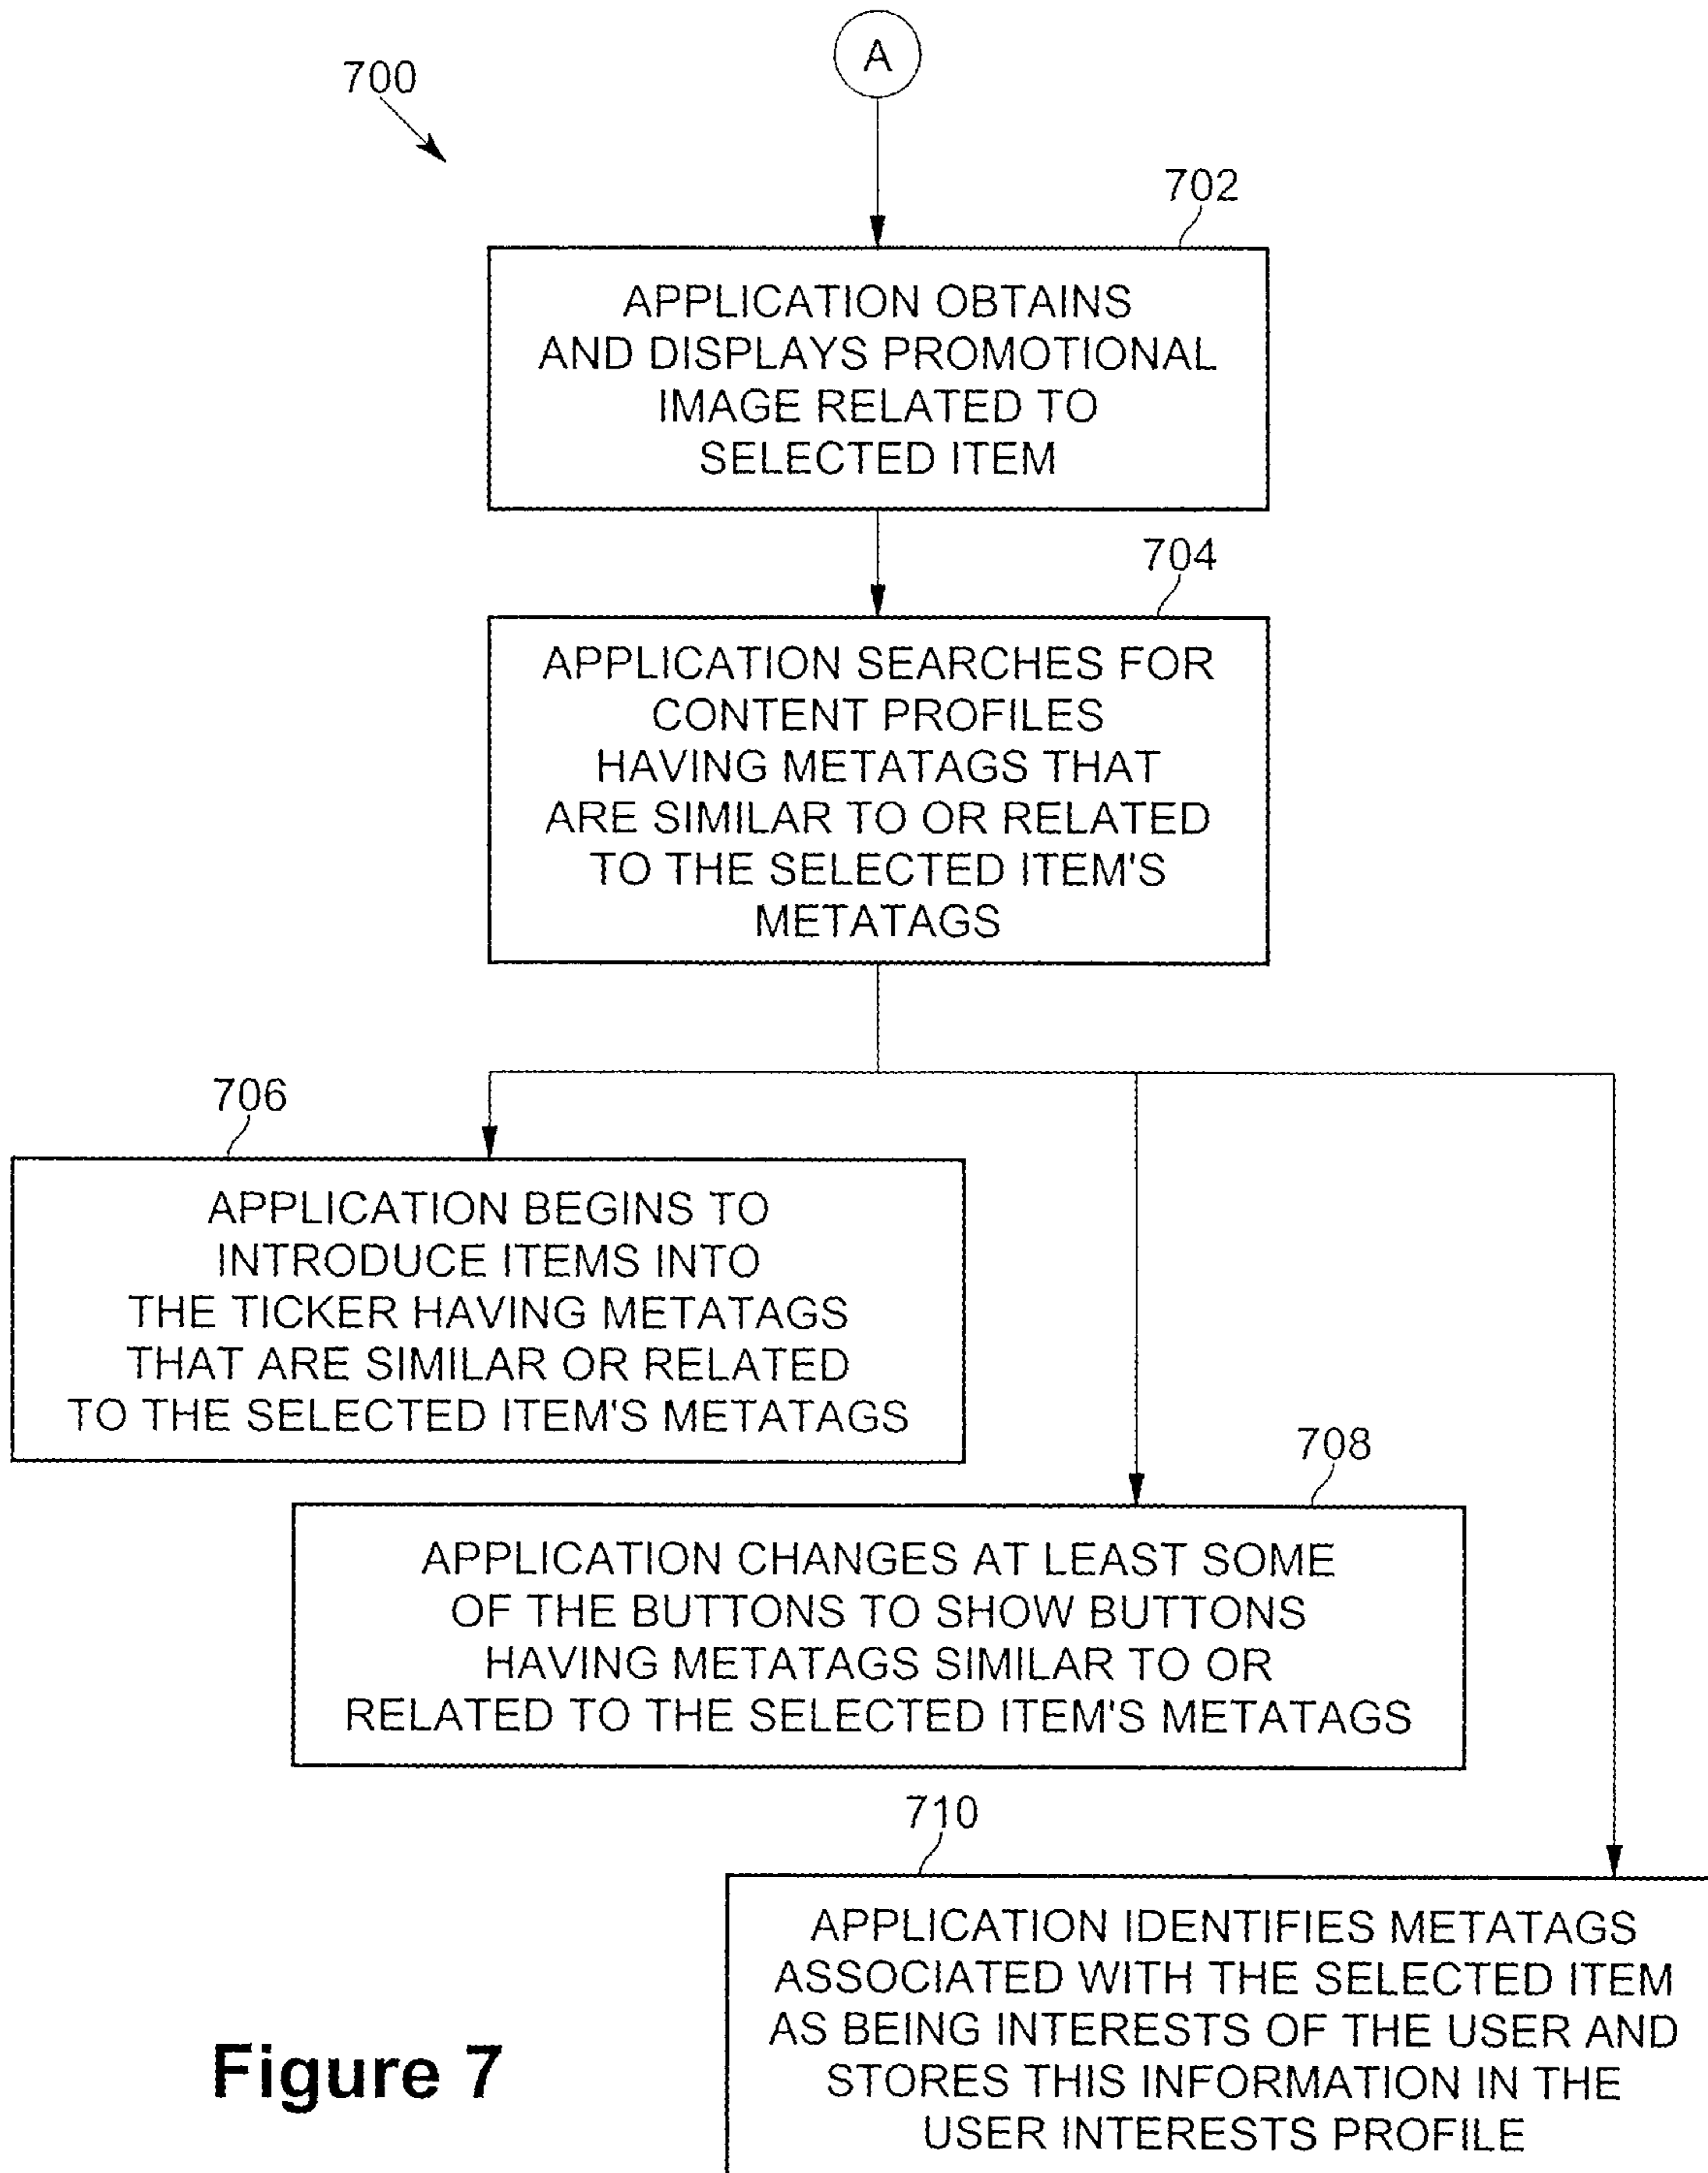 A
700
702
APPLICATION OBTAINS
AND DISPLAYS PROMOTIONAL
IMAGE RELATED TO
SELECTED ITEM
704
APPLICATION SEARCHES FOR
CONTENT PROFILES
HAVING METATAGS THAT
ARE SIMILAR TO OR RELATED
TO THE SELECTED ITEM'S
METATAGS
706
APPLICATION BEGINS TO
INTRODUCE ITEMS INTO
THE TICKER HAVING METATAGS
THAT ARE SIMILAR OR RELATED
TO THE SELECTED ITEM'S METATAGS
708
APPLICATION CHANGES AT LEAST SOME
OF THE BUTTONS TO SHOW BUTTONS
HAVING METATAGS SIMILAR TO OR
RELATED TO THE SELECTED ITEM'S METATAGS
710
APPLICATION IDENTIFIES METATAGS
ASSOCIATED WITH THE SELECTED ITEM
AS BEING INTERESTS OF THE USER AND
STORES THIS INFORMATION IN THE
USER INTERESTS PROFILE
Figure 7